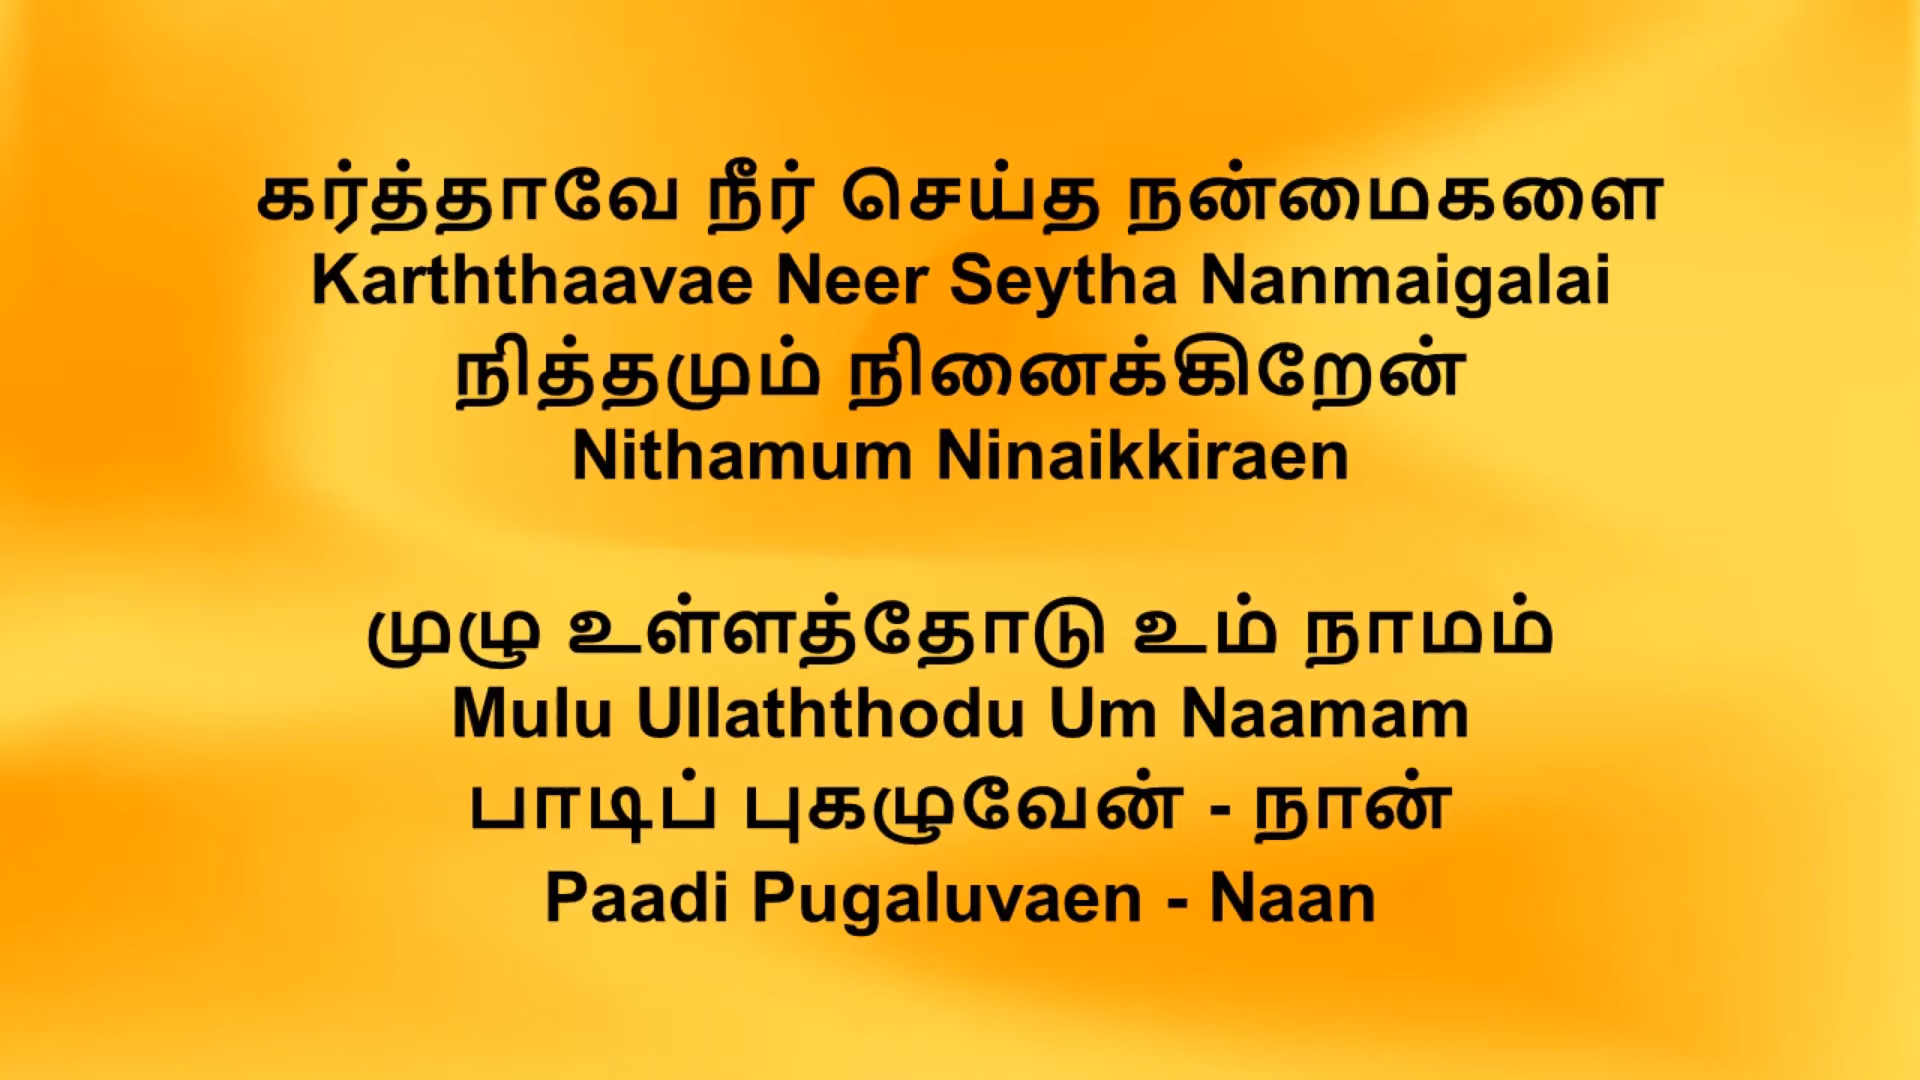 கர்த்தாவே நீர் செய்த நன்மைகளை
Karththaavae Neer Seytha Nanmaigalai
நித்தமும் நினைக்கிறேன்
Nithamum Ninaikkiraen
முழு உள்ளத்தோடு உம் நாமம்
Mulu Ullaththodu Um Naamam
பாடிப் புகழுவேன் - நான்
Paadi Pugaluvaen - Naan